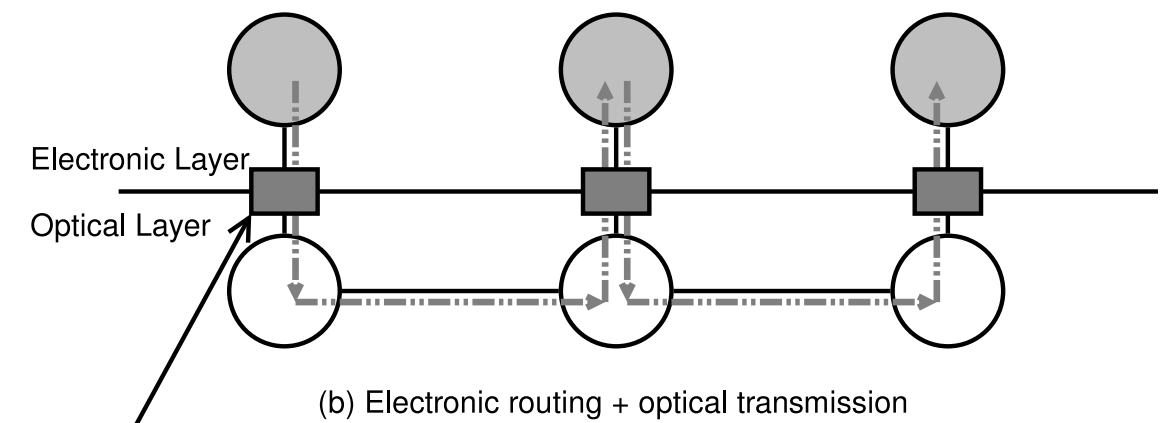 Electronic Layer
Optical Layer
(b) Electronic routing + optical transmission